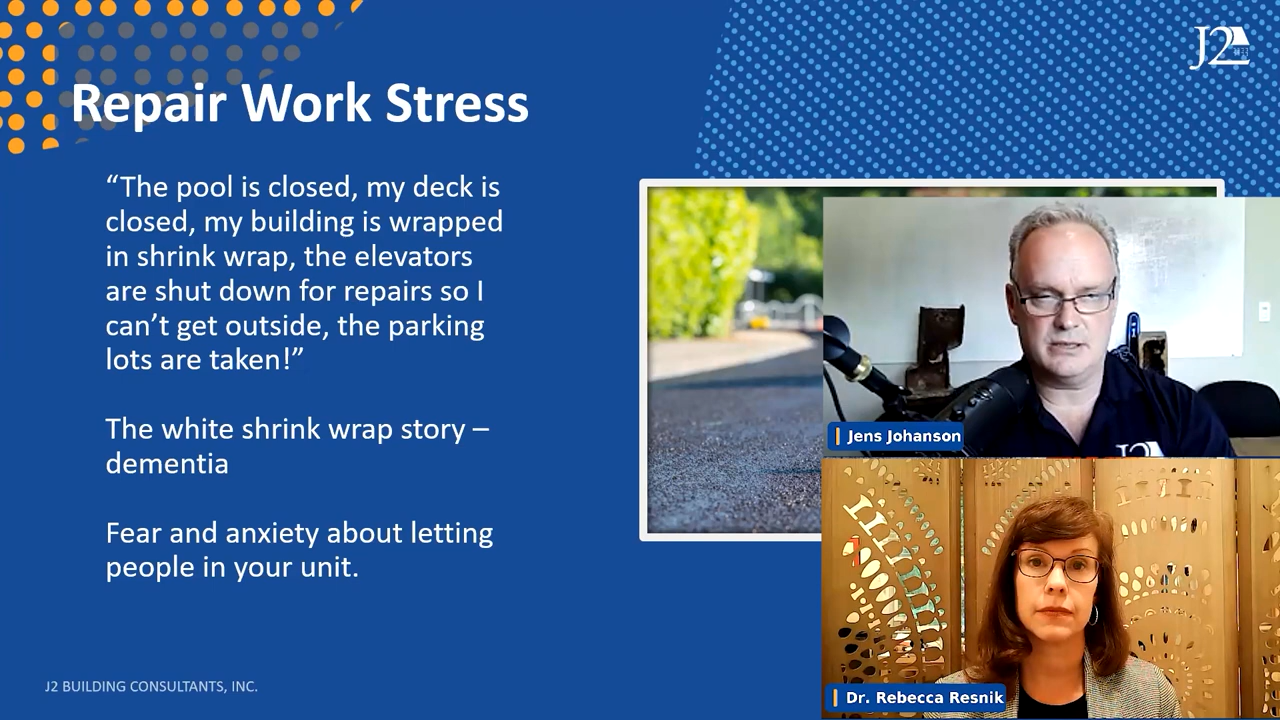 J2
Repair Work Stress
“The pool is closed, my deck is
closed, my building is wrapped
in shrink wrap, the elevators
are shut down for repairs so I
can’t get outside, the parking
lots are taken!”
The white shrink wrap story –
dementia
Fear and anxiety about letting
people in your unit.
Jens Johanson
J2
Dr. Rebecca Resnik
J2 BUILDING CONSULTANTS, INC.